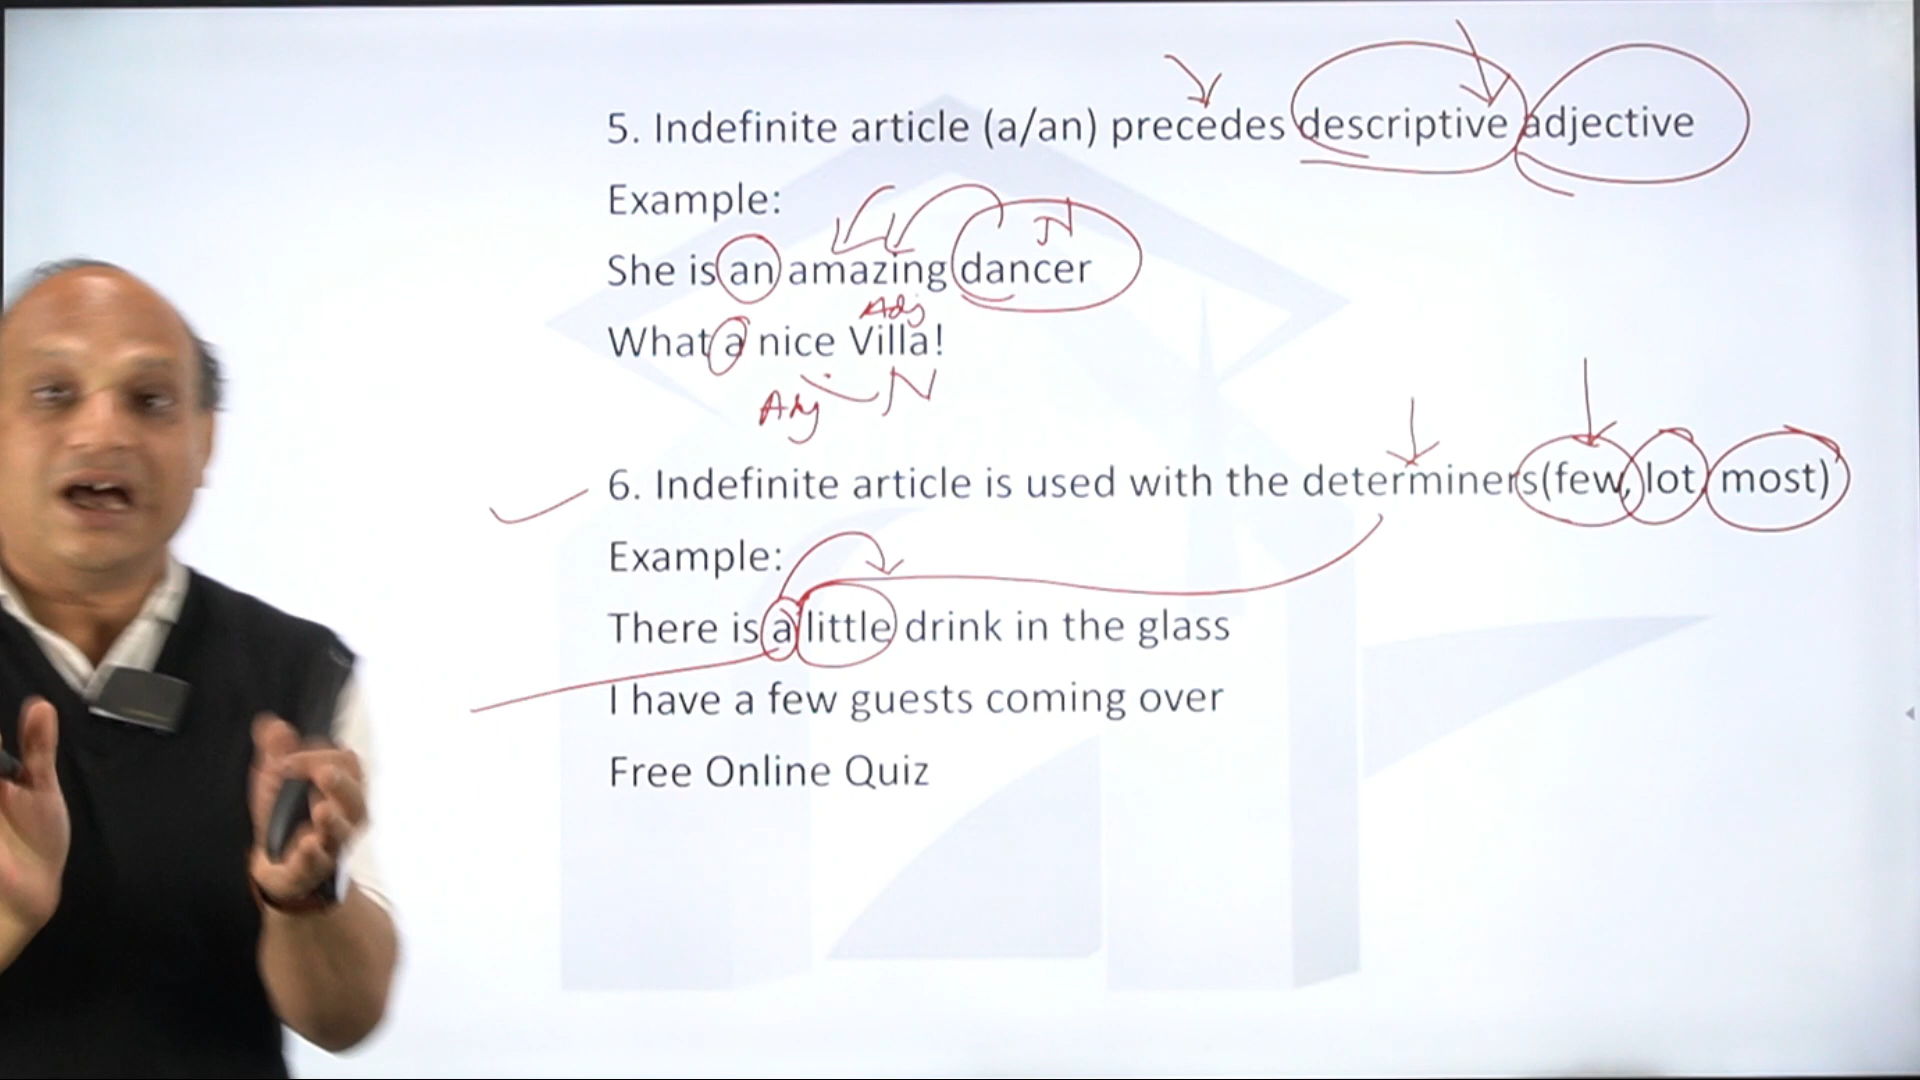 5. Indefinite article (a/an) precedes descriptive adjective
Example:
N
She is an amazing dancer
Adj
What a nice Villa!
Adj N
6. Indefinite article is used with the determiners(few, lot, most)
Example:
There is a little drink in the glass
I have a few guests coming over
Free Online Quiz